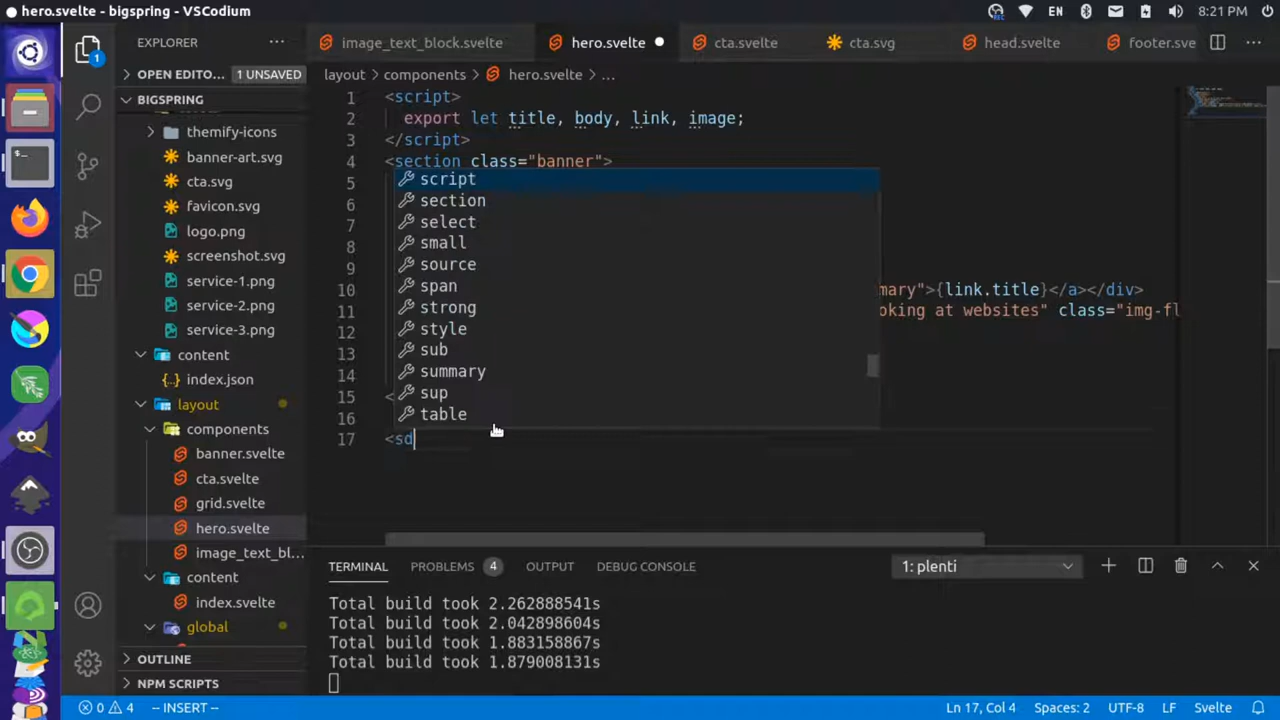 hero.svelte - bigspring - VSCodium
EN
8:21 PM
EXPLORER
image_text_block.svelte
hero.svelte
cta.svelte
cta.svg
head.svelte
footer.sve
OPEN EDITO... 1 UNSAVED
layout > components > hero.svelte > ...
BIGSPRING
themify-icons
banner-art.svg
cta.svg
favicon.svg
logo.png
screenshot.svg
service-1.png
service-2.png
service-3.png
content
index.json
layout
components
banner.svelte
cta.svelte
grid.svelte
hero.svelte
image_text_bl...
content
index.svelte
global
OUTLINE
NPM SCRIPTS
1 <script>
2 export let title, body, link, image;
3 </script>
4 <section class="banner">
5
6
7
8
9
10 mary">{link.title}</a></div>
11 oking at websites" class="img-fl
12
13
14
15 <
16
17 <sd
script
section
select
small
source
span
strong
style
sub
summary
sup
table
TERMINAL
PROBLEMS 4
OUTPUT
DEBUG CONSOLE
1: plenti
Total build took 2.262888541s
Total build took 2.042898604s
Total build took 1.883158867s
Total build took 1.879008131s
1
0 4
-- INSERT --
Ln 17, Col 4
Spaces: 2
UTF-8
LF
Svelte